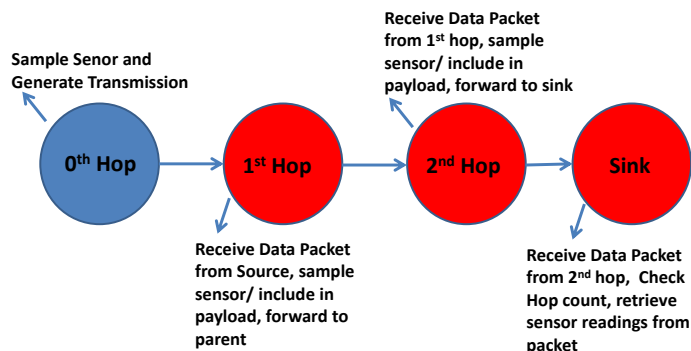 Sample Senor and
Generate Transmission
Receive Data Packet
from 1st hop, sample
sensor/ include in
payload, forward to sink
0th Hop
1st Hop
2nd Hop
Sink
Receive Data Packet
from Source, sample
sensor/ include in
payload, forward to
parent
Receive Data Packet
from 2nd hop, Check
Hop count, retrieve
sensor readings from
packet